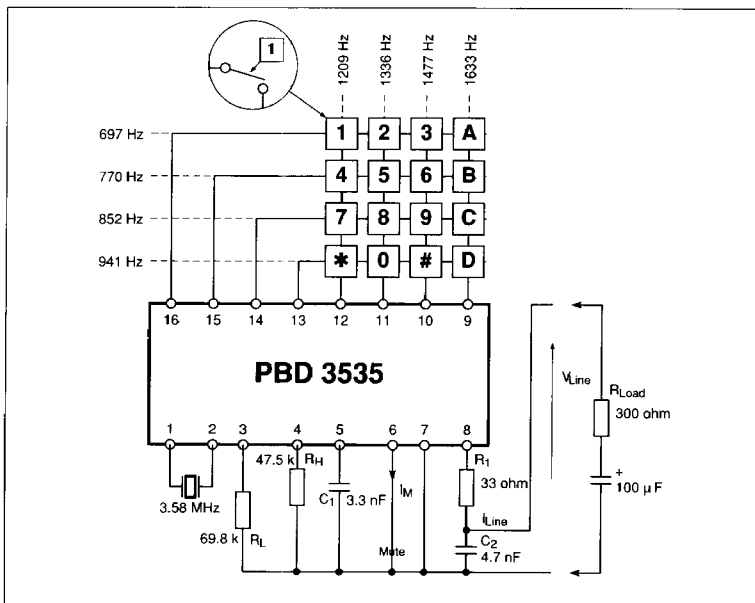 1
1209 Hz
1336 Hz
1477 Hz
1633 Hz
697 Hz
1 2 3 A
770 Hz
4 5 6 B
852 Hz
7 8 9 C
941 Hz
* 0 # D
16 15 14 13 12 11 10 9
PBD 3535
VLine
RLoad
300 ohm
+
100 µF
1 2 3 4 5 6 7 8
3.58 MHz
69.8 k RL
47.5 k RH
C1 3.3 nF
IM
Mute
R1
33 ohm
iLine
C2
4.7 nF